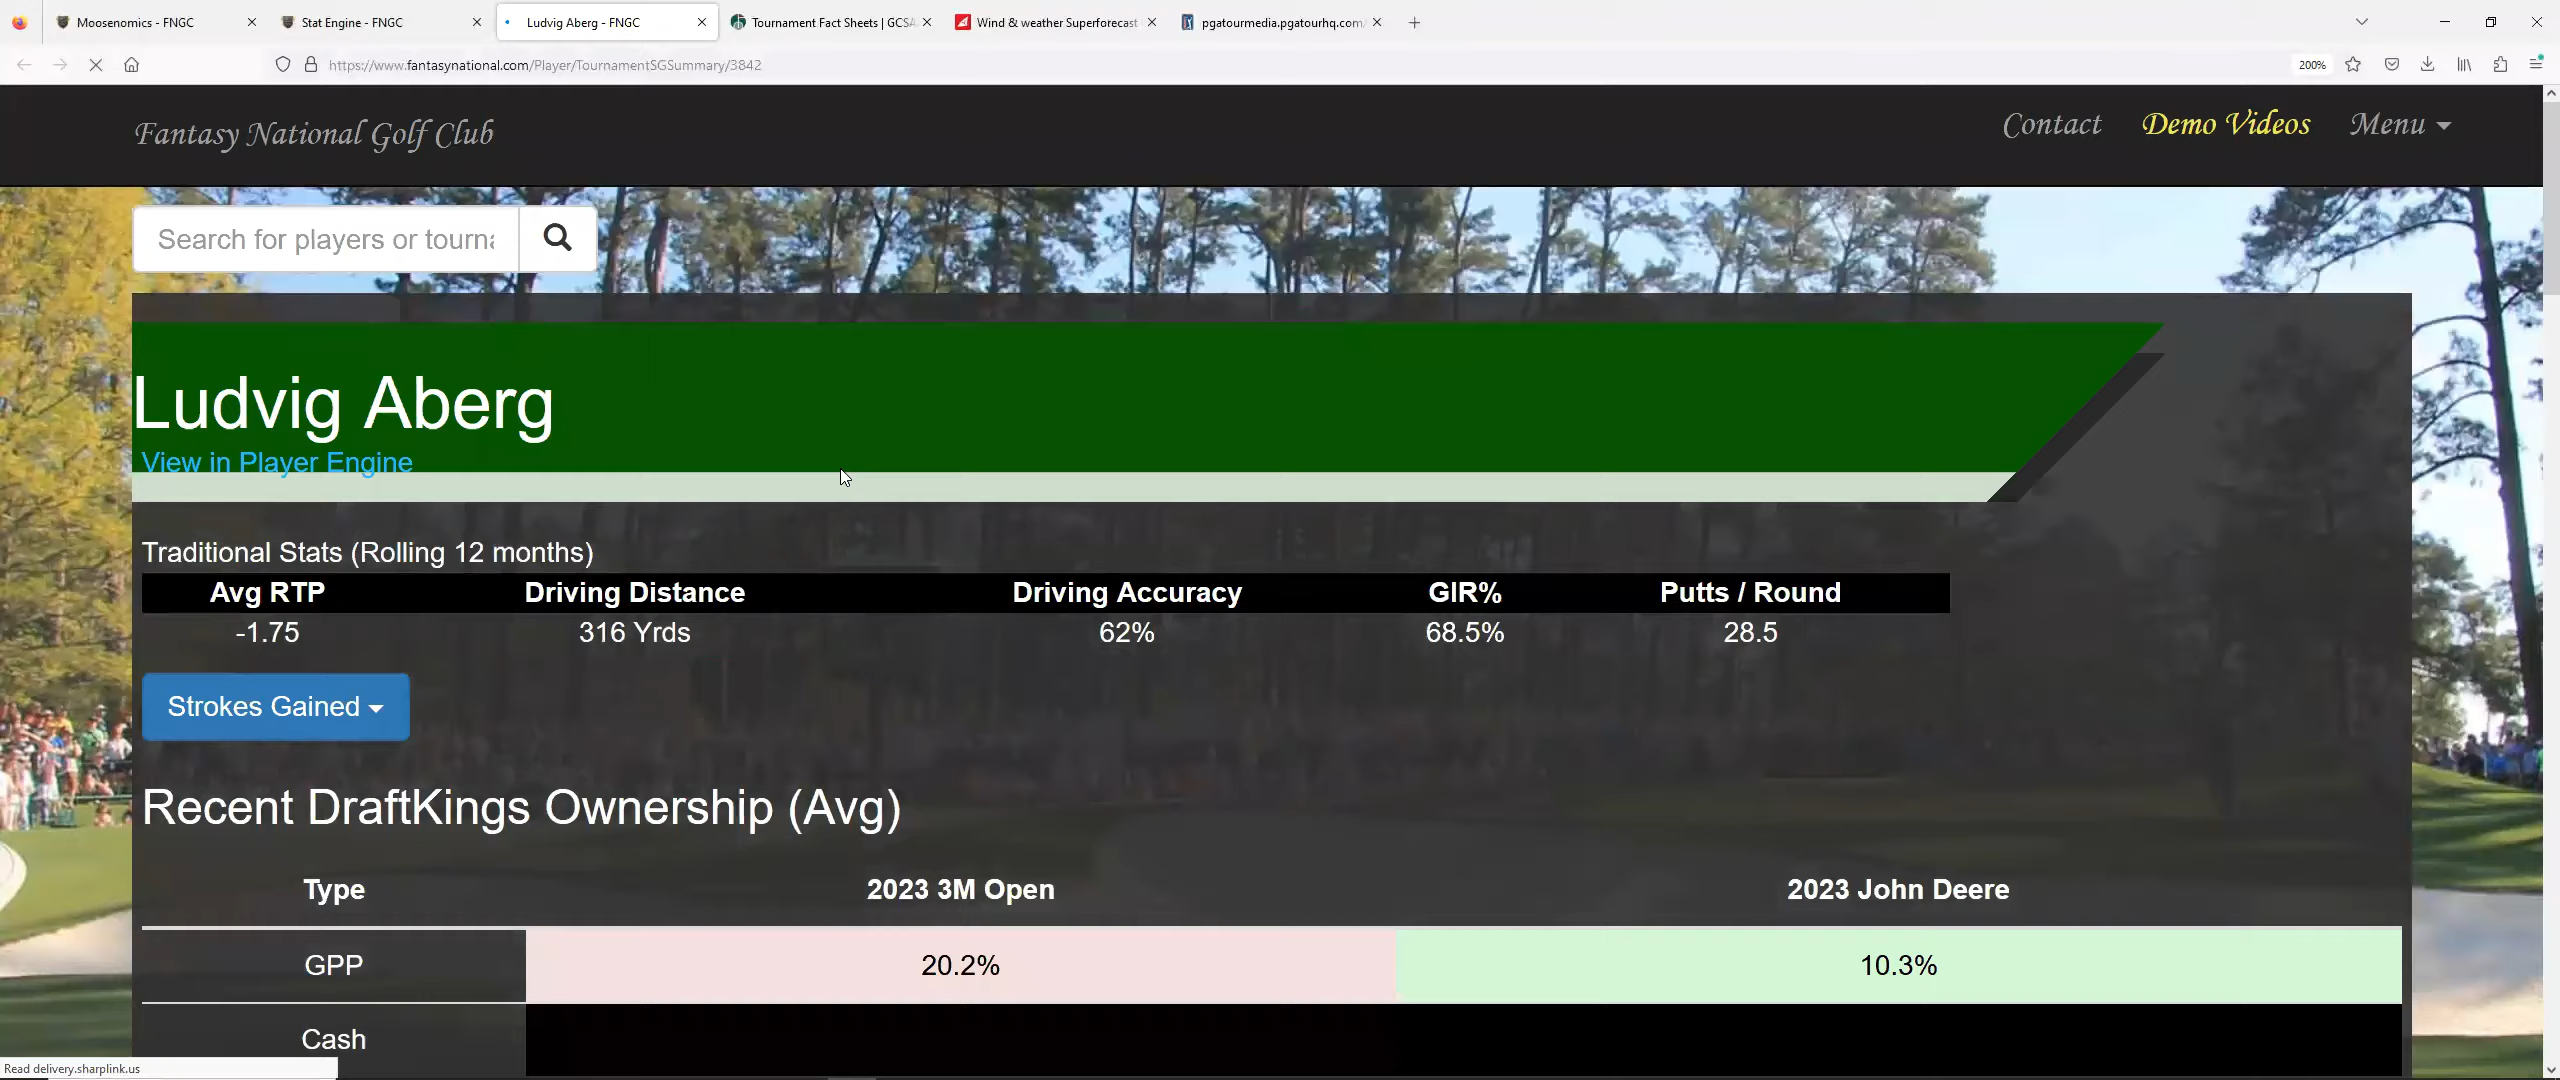 Moosenomics - FNGC
Stat Engine - FNGC
Ludvig Aberg - FNGC
Tournament Fact Sheets | GCSA
Wind & weather Superforecast
pgatourmedia.pgatourhq.com
https://www.fantasynational.com/Player/TournamentSGSummary/3842
200%
Fantasy National Golf Club
Contact Demo Videos Menu
Search for players or tourna
Ludvig Aberg
View in Player Engine
Traditional Stats (Rolling 12 months)
Avg RTP Driving Distance Driving Accuracy GIR% Putts / Round
-1.75 316 Yrds 62% 68.5% 28.5
Strokes Gained
Recent DraftKings Ownership (Avg)
Type 2023 3M Open 2023 John Deere
GPP 20.2% 10.3%
Cash
Read delivery.sharplink.us